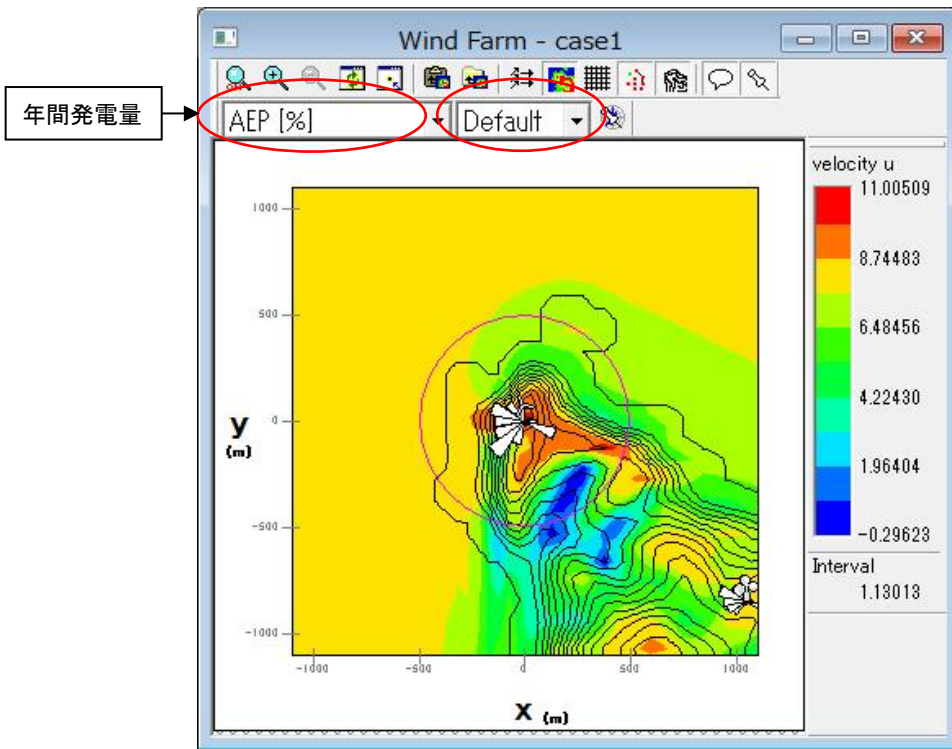 Wind Farm - case1
年間発電量
AEP [%]
Default
velocity u
11.00509
8.74483
6.48456
4.22430
1.96404
-0.29623
Interval
1.13013
1000
500
0
-500
-1000
y
(m)
-1000
-500
0
500
1000
x (m)